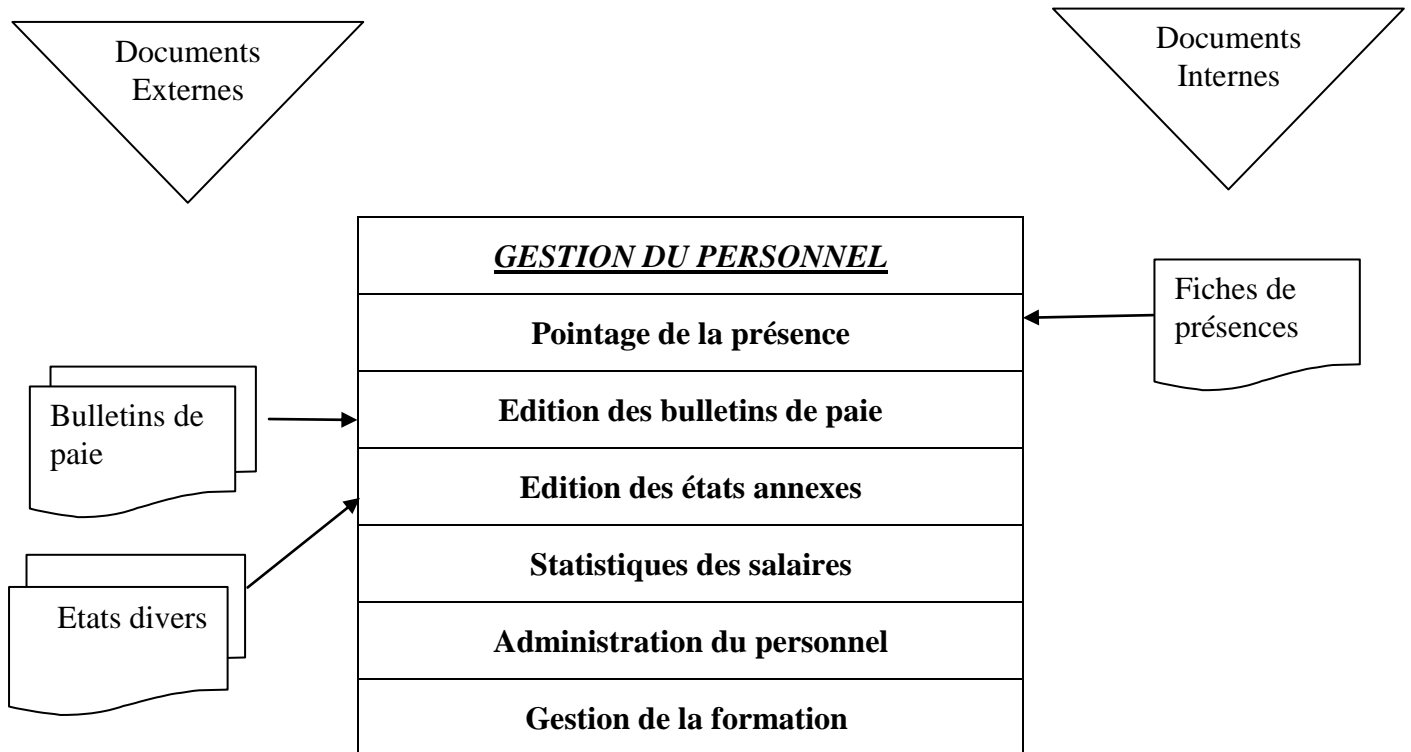 Documents
Externes
Documents
Internes
GESTION DU PERSONNEL
Pointage de la présence
Edition des bulletins de paie
Edition des états annexes
Statistiques des salaires
Administration du personnel
Gestion de la formation
Fiches de
présences
Bulletins de
paie
Etats divers